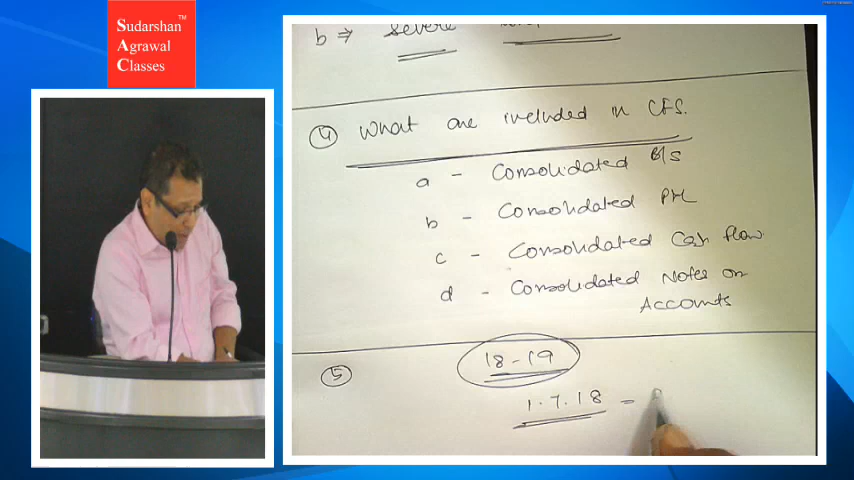 Sudarshan™
Agrawal
Classes
b ⇒ severe
④ What are included in CFS.
a - Consolidated B/S
b - Consolidated P&L
c - Consolidated Cash flow
d - Consolidated Notes on
Accounts
⑤ 18-19
1.7.18 -